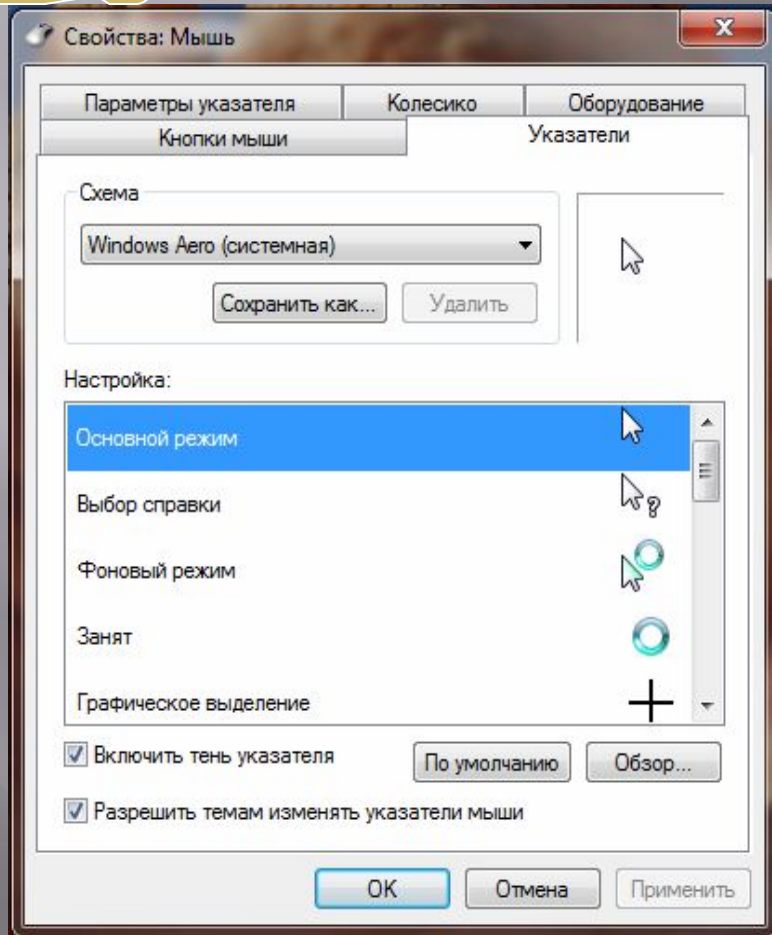 Свойства: Мышь
Параметры указателя
Колесико
Оборудование
Кнопки мыши
Указатели
Схема
Windows Aero (системная)
Сохранить как...
Удалить
Настройка:
Основной режим
Выбор справки
Фоновый режим
Занят
Графическое выделение
Включить тень указателя
По умолчанию
Обзор...
Разрешить темам изменять указатели мыши
OK
Отмена
Применить